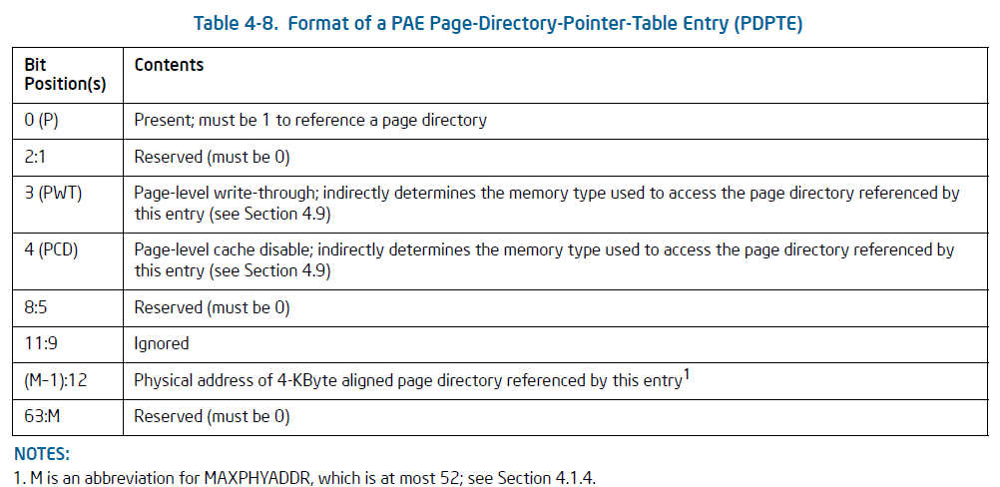 Table 4-8. Format of a PAE Page-Directory-Pointer-Table Entry (PDPTE)
Bit
Position(s)
Contents
0 (P)
Present; must be 1 to reference a page directory
2:1
Reserved (must be 0)
3 (PWT)
Page-level write-through; indirectly determines the memory type used to access the page directory referenced by
this entry (see Section 4.9)
4 (PCD)
Page-level cache disable; indirectly determines the memory type used to access the page directory referenced by
this entry (see Section 4.9)
8:5
Reserved (must be 0)
11:9
Ignored
(M–1):12
Physical address of 4-KByte aligned page directory referenced by this entry1
63:M
Reserved (must be 0)
NOTES:
1. M is an abbreviation for MAXPHYADDR, which is at most 52; see Section 4.1.4.